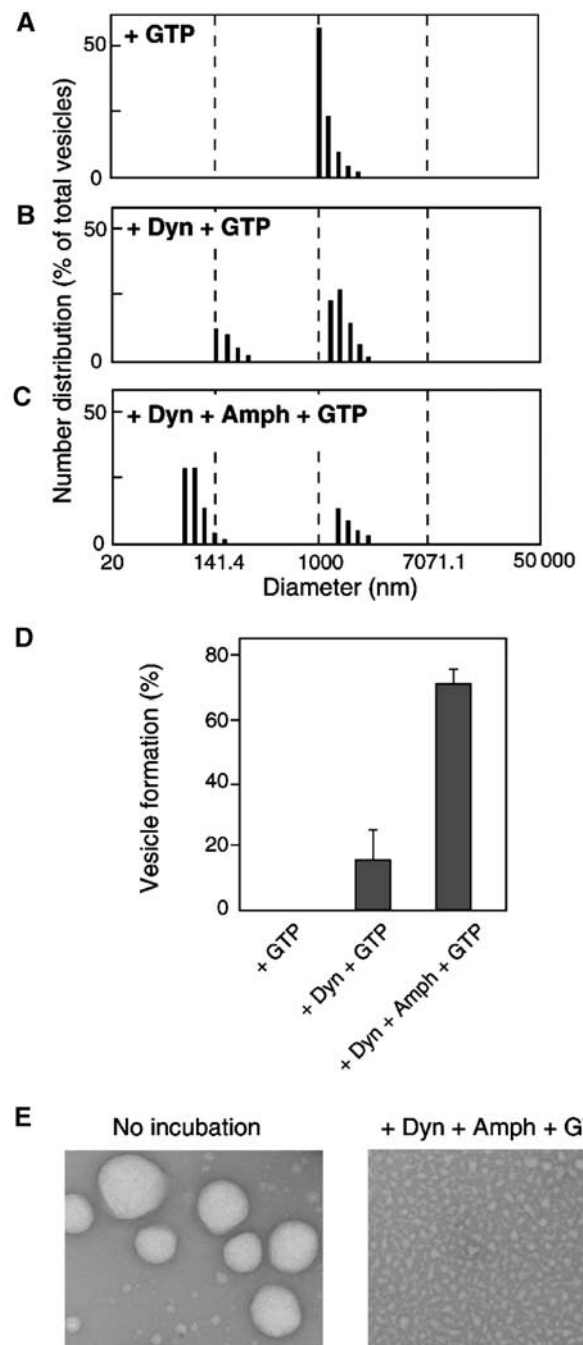 A
+ GTP
50
0
B
+ Dyn + GTP
50
0
C
+ Dyn + Amph + GTP
50
0
20
141.4
1000
7071.1
50 000
Diameter (nm)
Number distribution (% of total vesicles)
D
80
60
40
20
0
Vesicle formation (%)
+ GTP
+ Dyn + GTP
+ Dyn + Amph + GTP
E
No incubation
+ Dyn + Amph + G